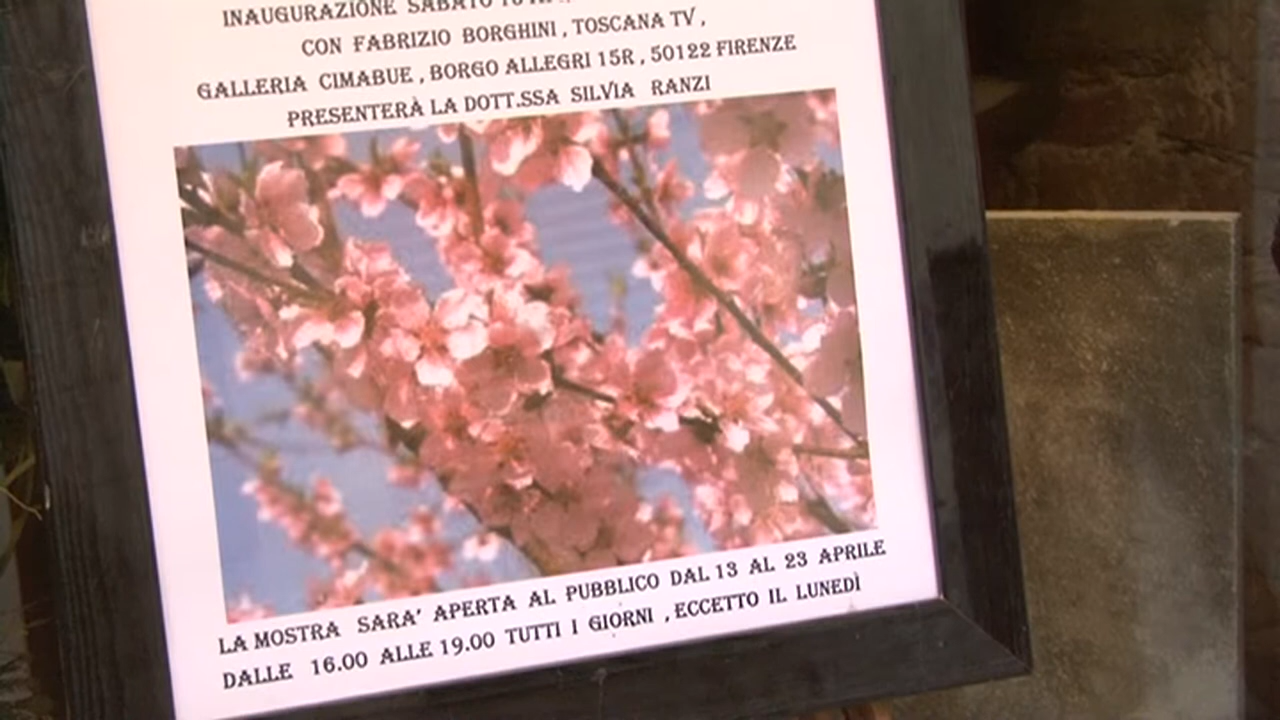 INAUGURAZIONE SABATO
CON FABRIZIO BORGHINI , TOSCANA TV ,
GALLERIA CIMABUE , BORGO ALLEGRI 15R , 50122 FIRENZE
PRESENTERÀ LA DOTT.SSA SILVIA RANZI
LA MOSTRA SARA' APERTA AL PUBBLICO DAL 13 AL 23 APRILE
DALLE 16.00 ALLE 19.00 TUTTI I GIORNI , ECCETTO IL LUNEDÌ